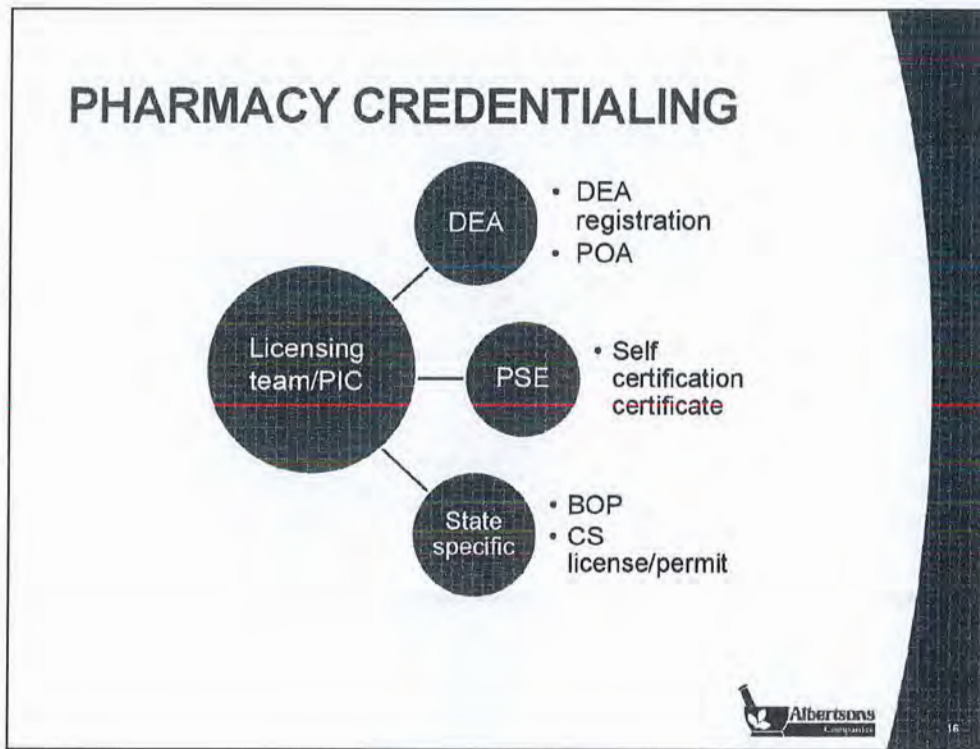 PHARMACY CREDENTIALING
Licensing
team/PIC
DEA
• DEA
registration
• POA
PSE
• Self
certification
certificate
State
specific
• BOP
• CS
license/permit
Albertsons
Companies
16